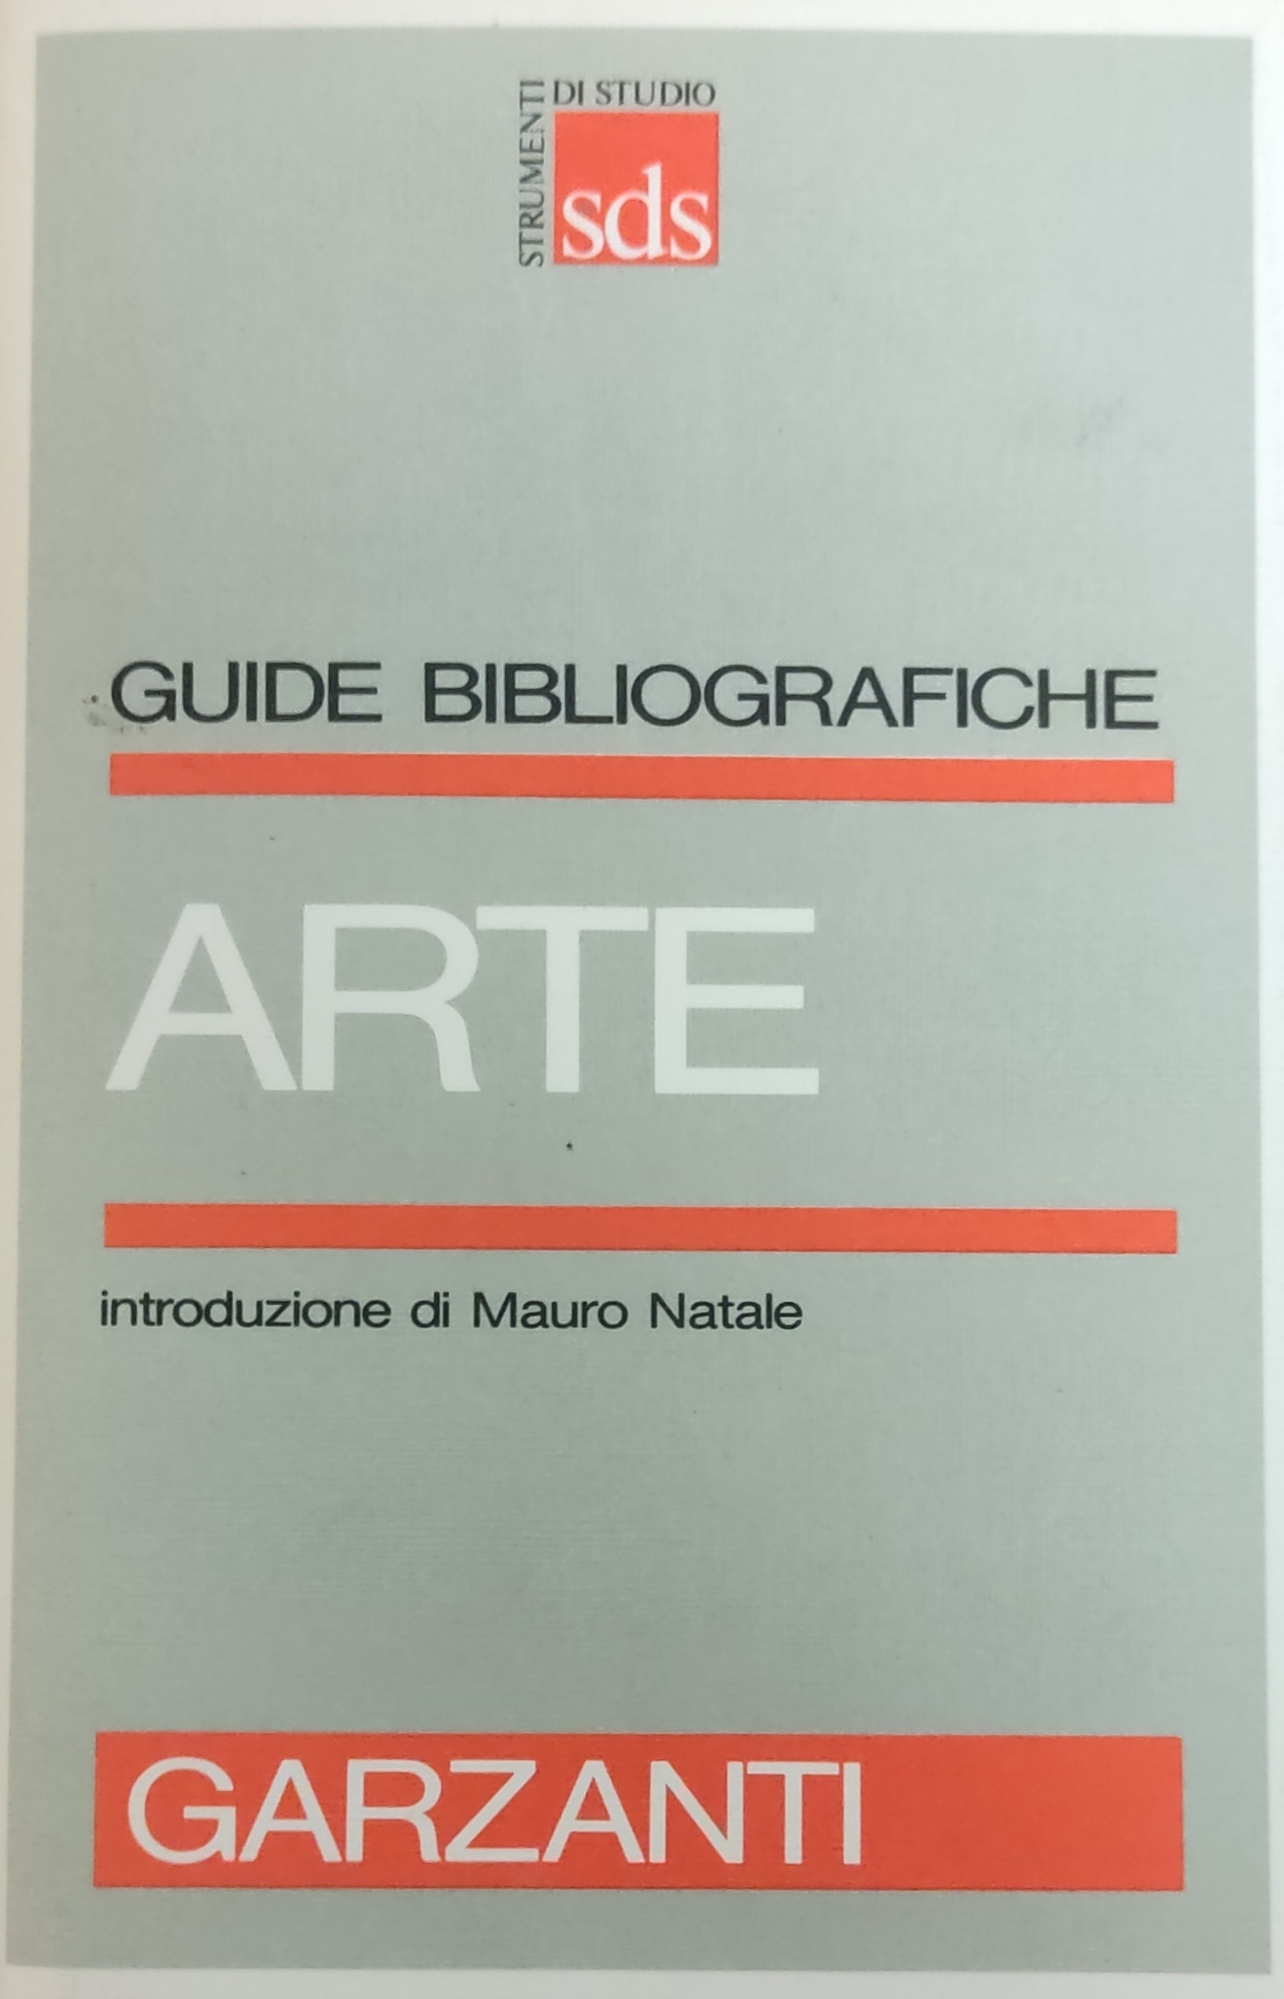 STRUMENTI
DI STUDIO
sds
GUIDE BIBLIOGRAFICHE
ARTE
introduzione di Mauro Natale
GARZANTI